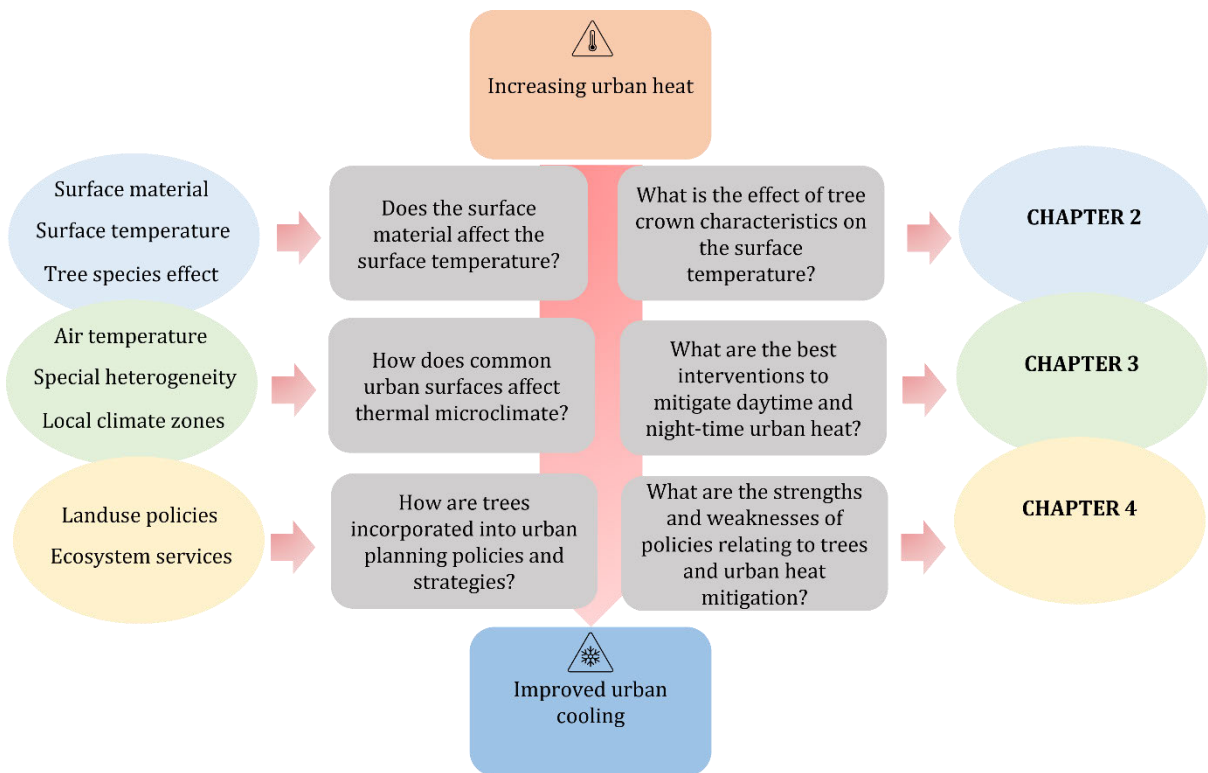 Increasing urban heat
Surface material
Surface temperature
Tree species effect
Does the surface
material affect the
surface temperature?
What is the effect of tree
crown characteristics on
the surface
temperature?
CHAPTER 2
Air temperature
Special heterogeneity
Local climate zones
How does common
urban surfaces affect
thermal microclimate?
What are the best
interventions to
mitigate daytime and
night-time urban heat?
CHAPTER 3
Landuse policies
Ecosystem services
How are trees
incorporated into urban
planning policies and
strategies?
What are the strengths
and weaknesses of
policies relating to trees
and urban heat
mitigation?
CHAPTER 4
Improved urban
cooling